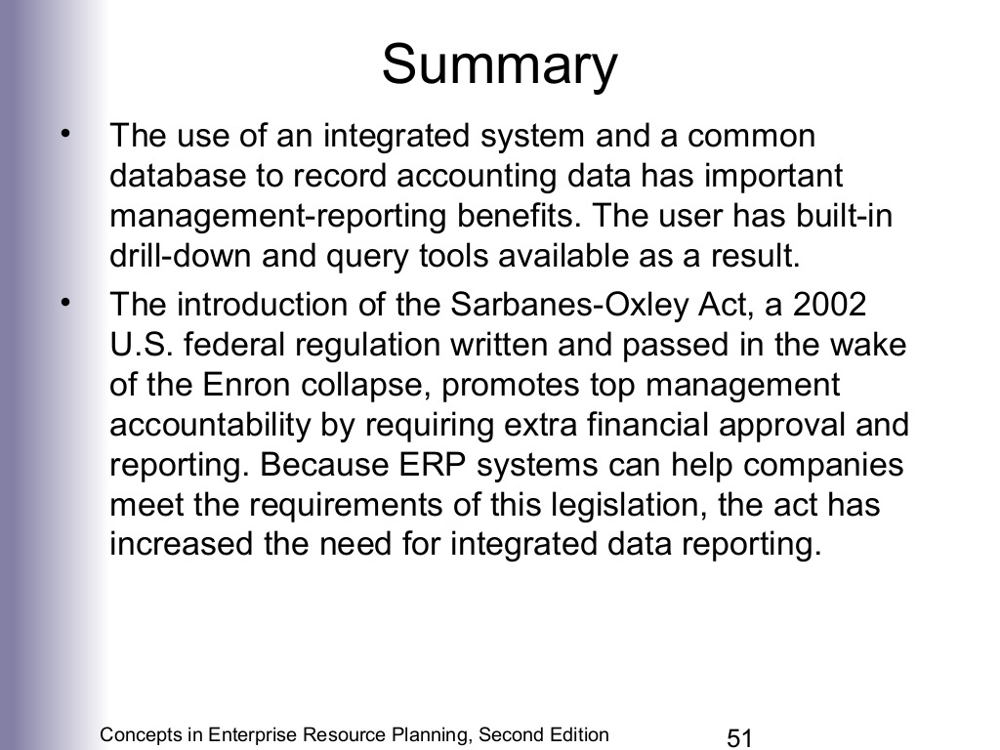 Summary
• The use of an integrated system and a common
database to record accounting data has important
management-reporting benefits. The user has built-in
drill-down and query tools available as a result.
• The introduction of the Sarbanes-Oxley Act, a 2002
U.S. federal regulation written and passed in the wake
of the Enron collapse, promotes top management
accountability by requiring extra financial approval and
reporting. Because ERP systems can help companies
meet the requirements of this legislation, the act has
increased the need for integrated data reporting.
Concepts in Enterprise Resource Planning, Second Edition
51